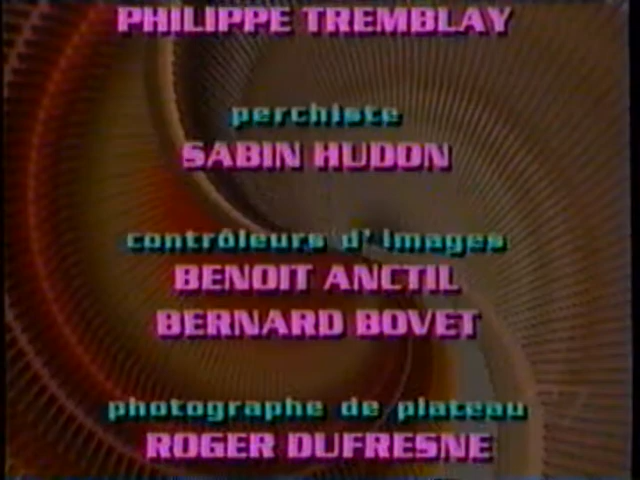 PHILIPPE TREMBLAY
perchiste
SABIN HUDON
contrôleurs d'images
BENOIT ANCTIL
BERNARD BOVET
photographe de plateau
ROGER DUFRESNE